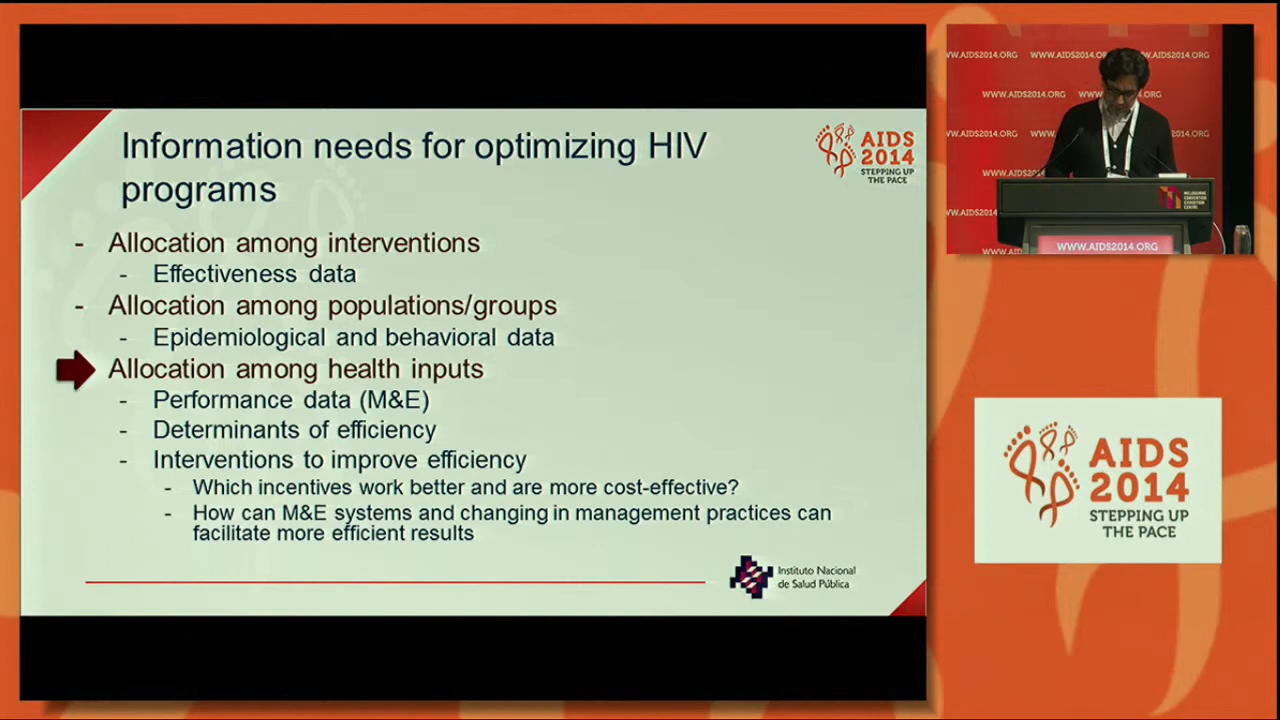 Information needs for optimizing HIV
programs
AIDS
2014
STEPPING UP
THE PACE
- Allocation among interventions
- Effectiveness data
- Allocation among populations/groups
- Epidemiological and behavioral data
Allocation among health inputs
- Performance data (M&E)
- Determinants of efficiency
- Interventions to improve efficiency
- Which incentives work better and are more cost-effective?
- How can M&E systems and changing in management practices can
facilitate more efficient results
Instituto Nacional
de Salud Pública
WWW.AIDS2014.ORG
WWW.AIDS2014.ORG
MELBOURNE
CONVENTION
EXHIBITION
CENTRE
WWW.AIDS2014.ORG
AIDS
2014
STEPPING UP
THE PACE